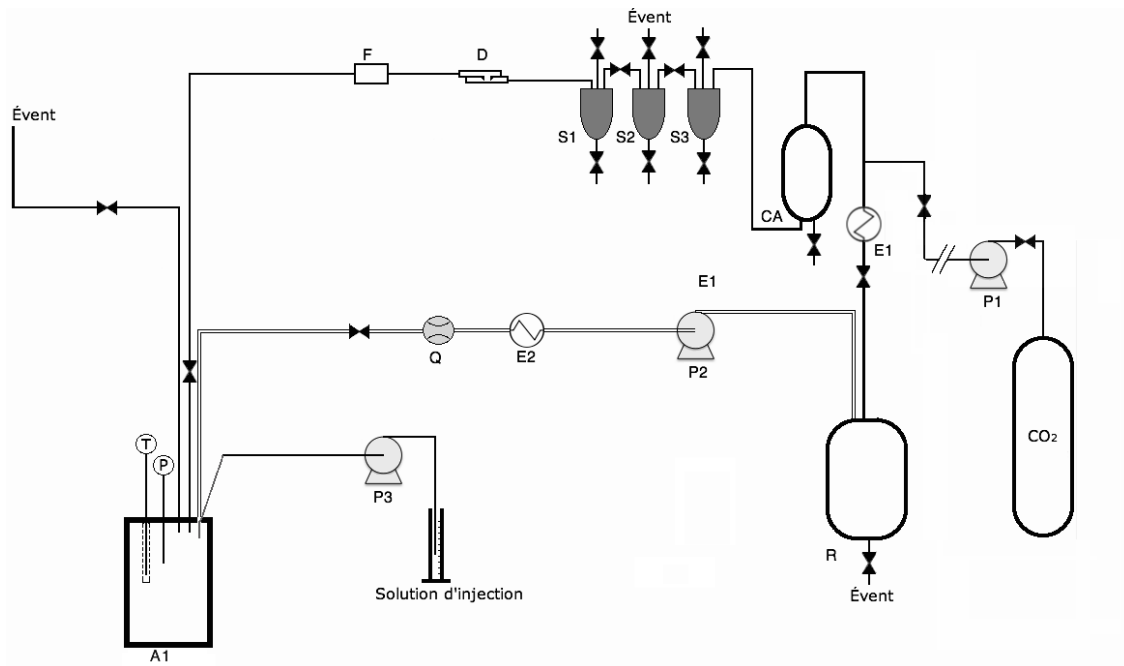 Évent
F
D
Évent
S1
S2
S3
CA
E1
P1
E1
Q
E2
P2
T
P
P3
CO₂
R
Solution d'injection
Évent
A1